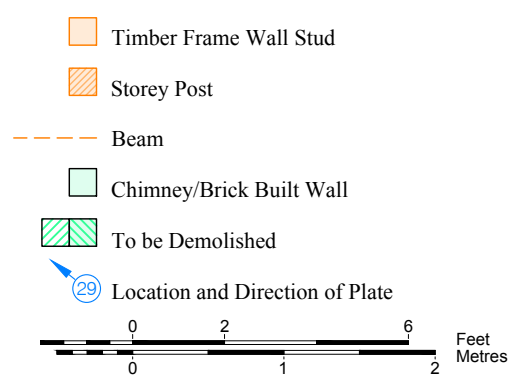 Timber Frame Wall Stud
Storey Post
Beam
Chimney/Brick Built Wall
To be Demolished
29 Location and Direction of Plate
0 2 6 Feet
0 1 2 Metres